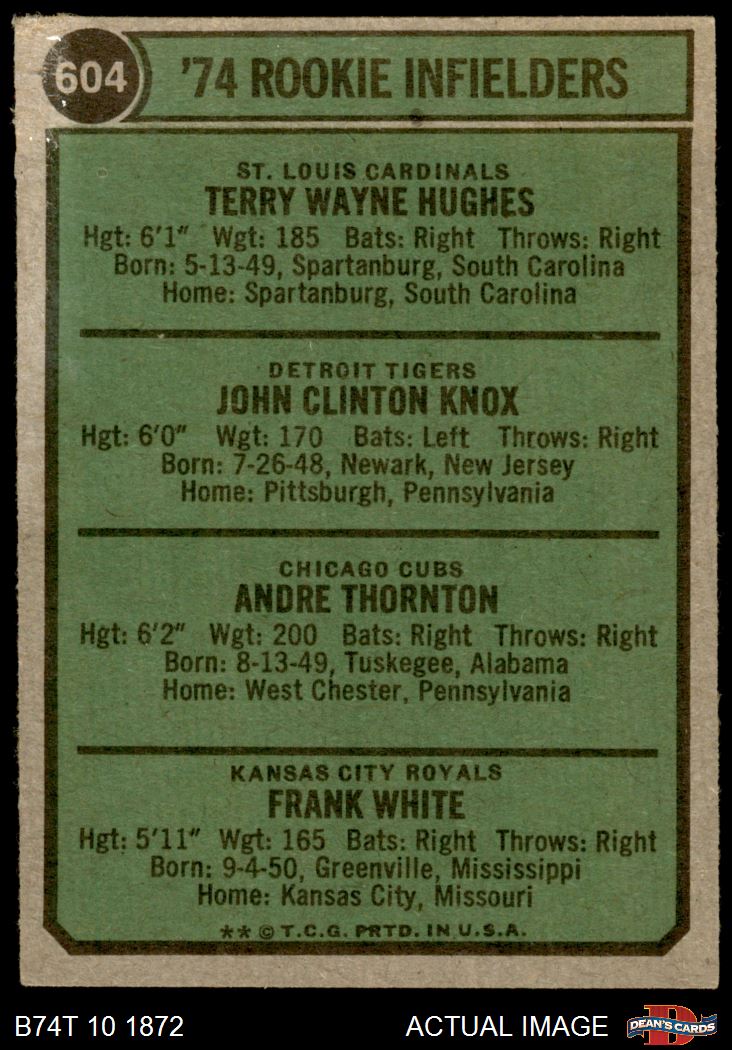 604
'74 ROOKIE INFIELDERS
ST. LOUIS CARDINALS
TERRY WAYNE HUGHES
Hgt: 6'1" Wgt: 185 Bats: Right Throws: Right
Born: 5-13-49, Spartanburg, South Carolina
Home: Spartanburg, South Carolina
DETROIT TIGERS
JOHN CLINTON KNOX
Hgt: 6'0" Wgt: 170 Bats: Left Throws: Right
Born: 7-26-48, Newark, New Jersey
Home: Pittsburgh, Pennsylvania
CHICAGO CUBS
ANDRE THORNTON
Hgt: 6'2" Wgt: 200 Bats: Right Throws: Right
Born: 8-13-49, Tuskegee, Alabama
Home: West Chester, Pennsylvania
KANSAS CITY ROYALS
FRANK WHITE
Hgt: 5'11" Wgt: 165 Bats: Right Throws: Right
Born: 9-4-50, Greenville, Mississippi
Home: Kansas City, Missouri
** © T.C.G. PRTD. IN U.S.A.
B74T 10 1872
ACTUAL IMAGE
D
DEAN'S CARDS